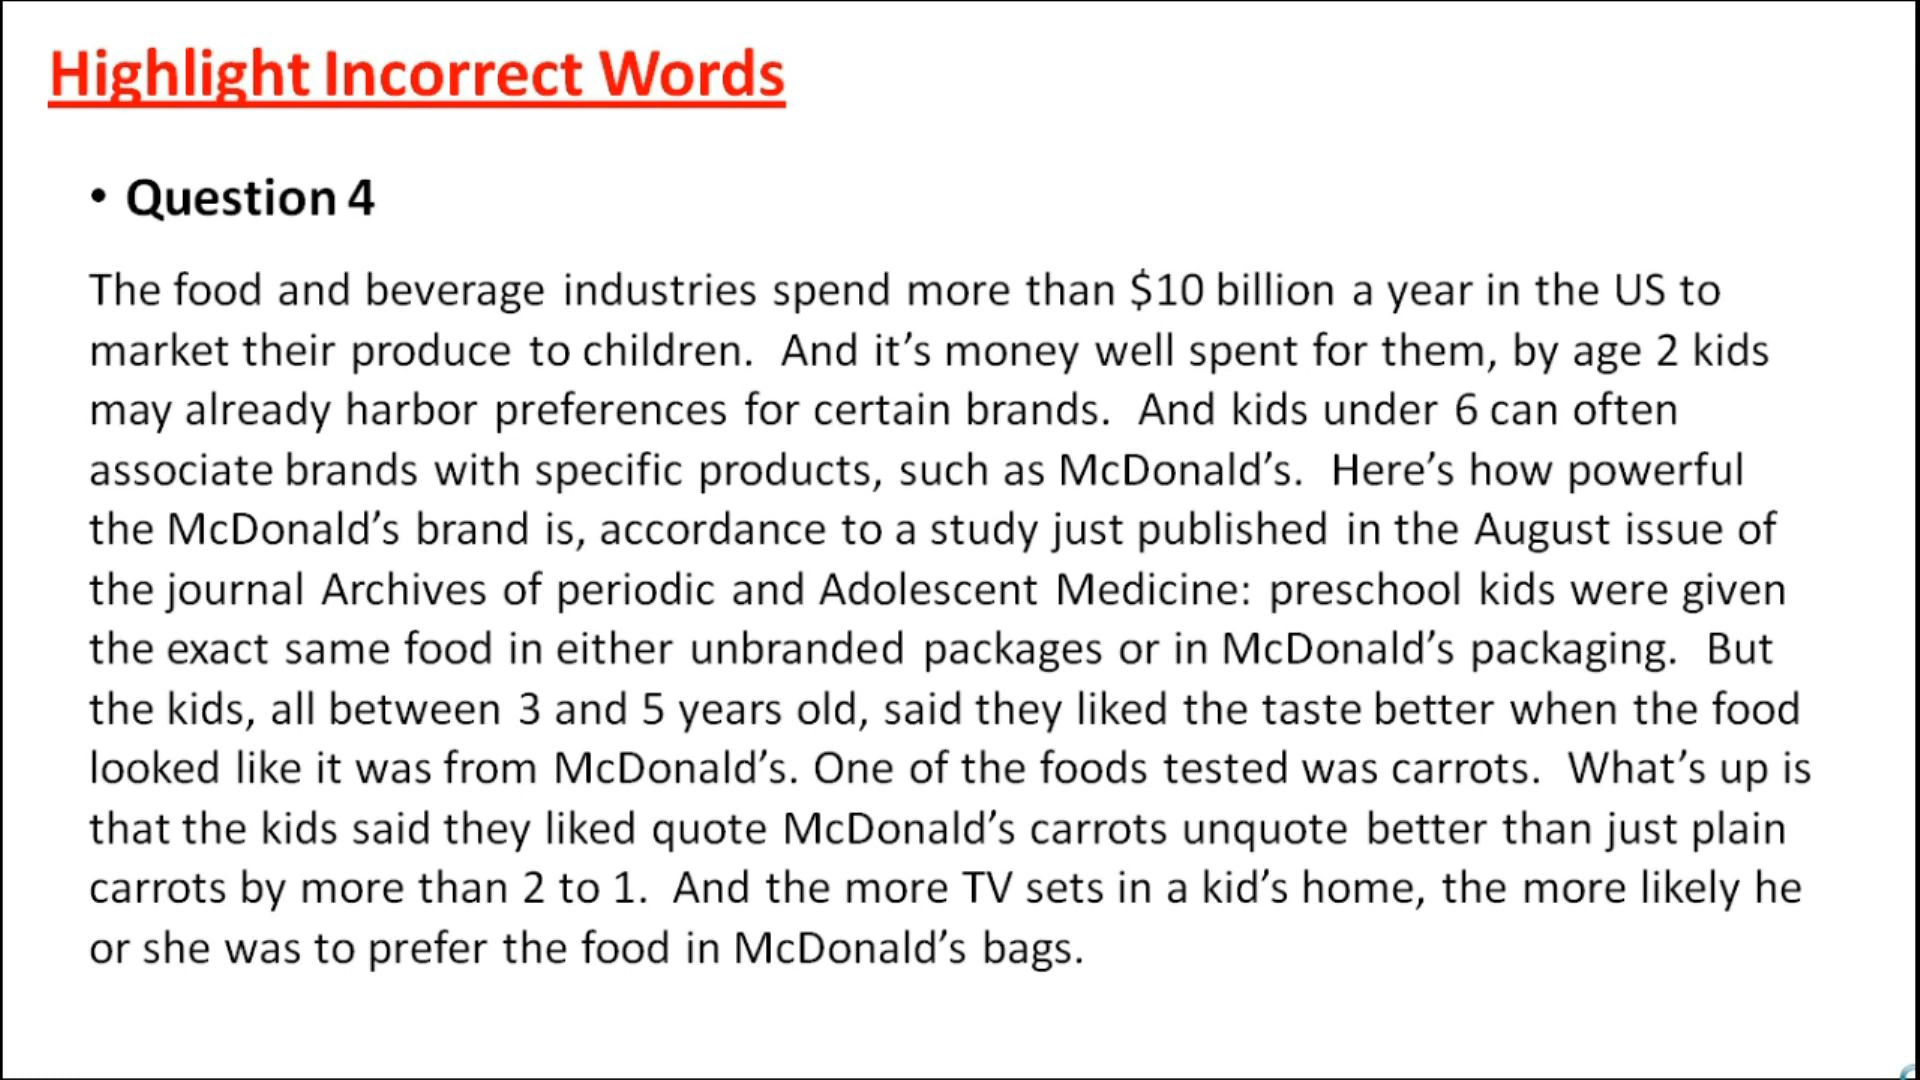 Highlight Incorrect Words
• Question 4
The food and beverage industries spend more than $10 billion a year in the US to
market their produce to children.  And it’s money well spent for them, by age 2 kids
may already harbor preferences for certain brands.  And kids under 6 can often
associate brands with specific products, such as McDonald’s.  Here’s how powerful
the McDonald’s brand is, accordance to a study just published in the August issue of
the journal Archives of periodic and Adolescent Medicine: preschool kids were given
the exact same food in either unbranded packages or in McDonald’s packaging.  But
the kids, all between 3 and 5 years old, said they liked the taste better when the food
looked like it was from McDonald’s. One of the foods tested was carrots.  What’s up is
that the kids said they liked quote McDonald’s carrots unquote better than just plain
carrots by more than 2 to 1.  And the more TV sets in a kid’s home, the more likely he
or she was to prefer the food in McDonald’s bags.